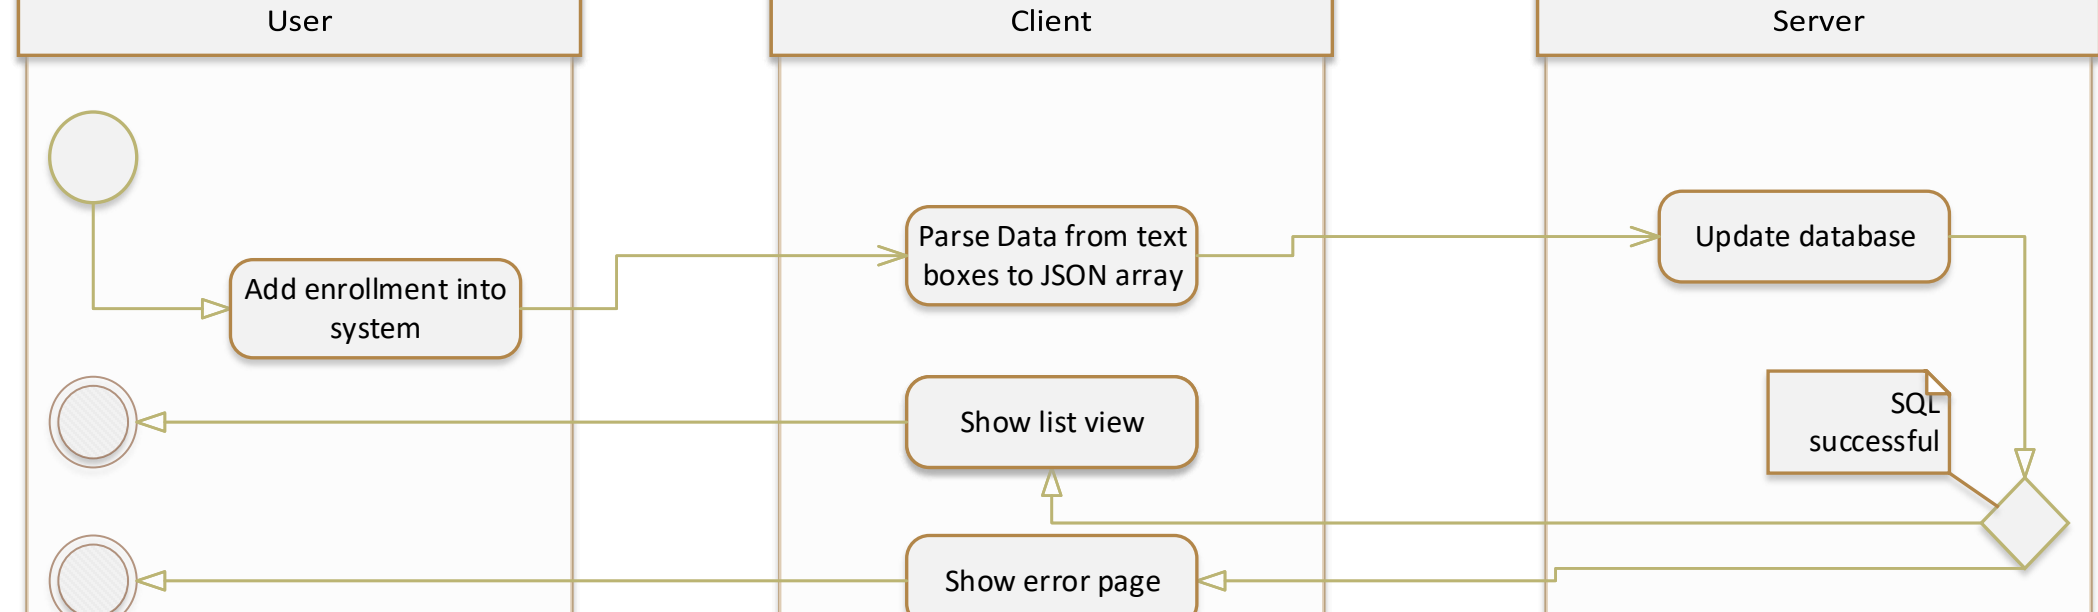 User
Client
Server
Add enrollment into
system
Parse Data from text
boxes to JSON array
Update database
Show list view
SQL
successful
Show error page